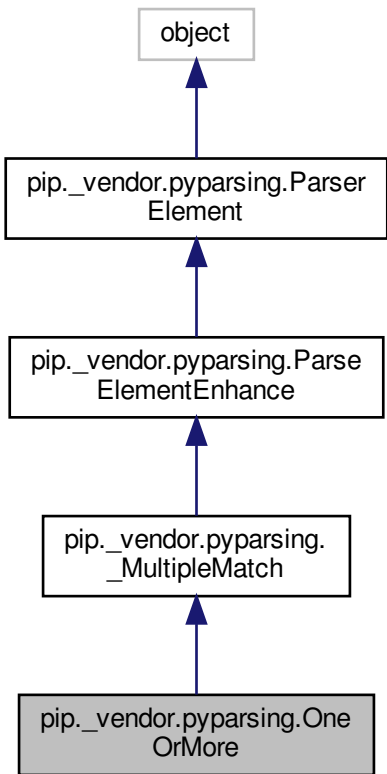 object
pip._vendor.pyparsing.Parser
Element
pip._vendor.pyparsing.Parse
ElementEnhance
pip._vendor.pyparsing.
_MultipleMatch
pip._vendor.pyparsing.One
OrMore